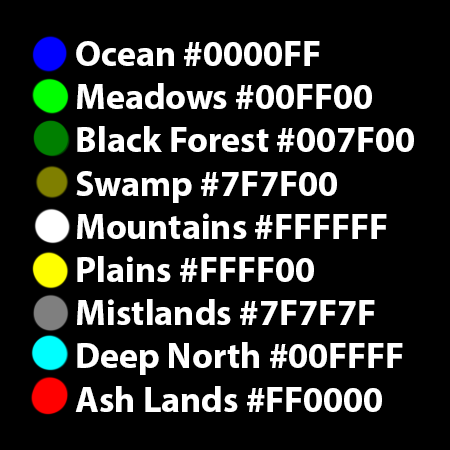 Ocean #0000FF
Meadows #00FF00
Black Forest #007F00
Swamp #7F7F00
Mountains #FFFFFF
Plains #FFFF00
Mistlands #7F7F7F
Deep North #00FFFF
Ash Lands #FF0000